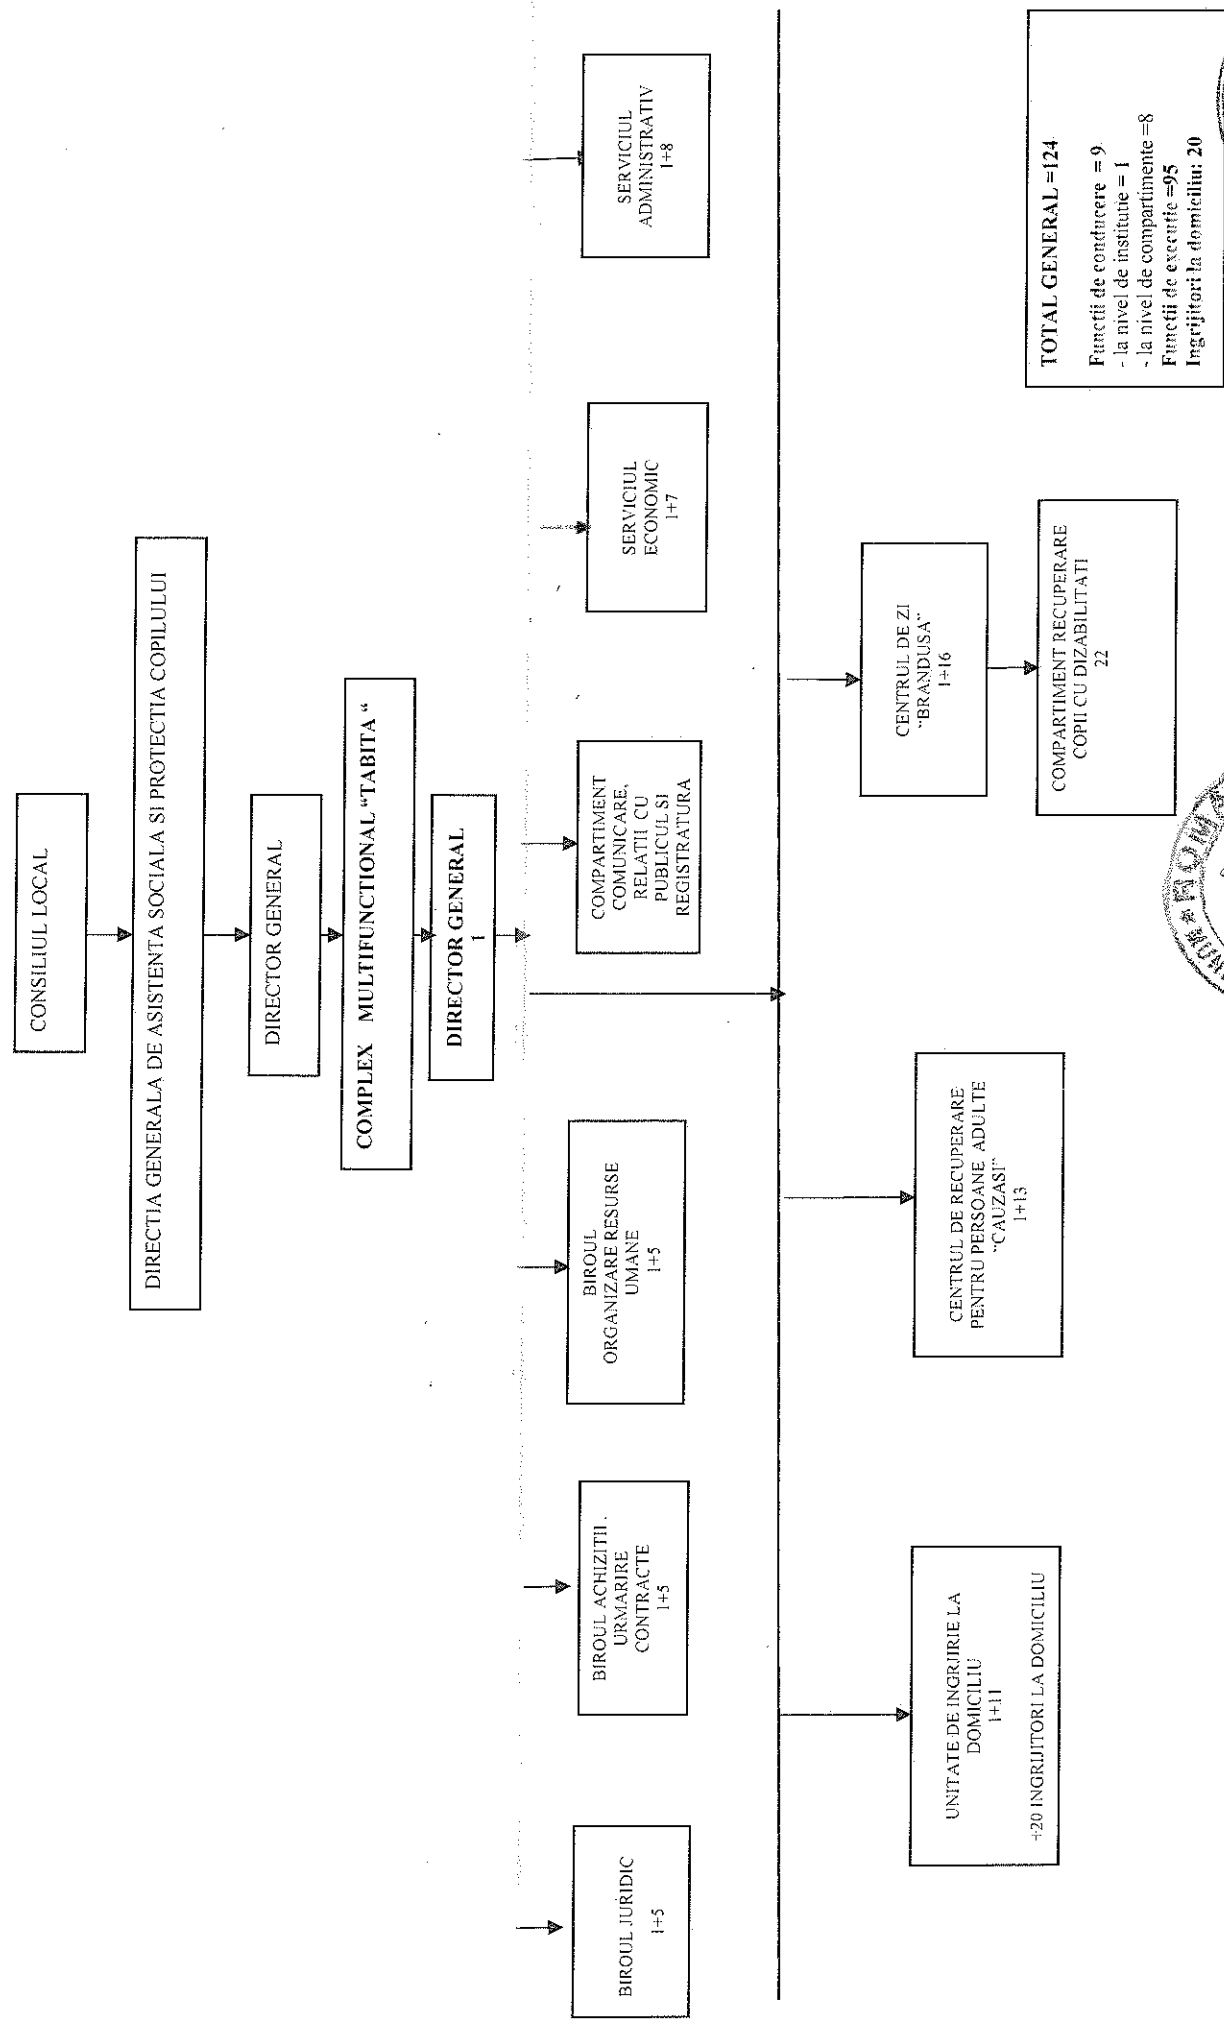 CONSILIUL LOCAL
DIRECTIA GENERALA DE ASISTENTA SOCIALA SI PROTECTIA COPILULUI
DIRECTOR GENERAL
COMPLEX MULTIFUNCTIONAL "TABITA "
DIRECTOR GENERAL
1
BIROUL JURIDIC
1+5
BIROUL ACHIZITII .
URMARIRE
CONTRACTE
1+5
BIROUL
ORGANIZARE RESURSE
UMANE
1+5
COMPARTIMENT
COMUNICARE,
RELATII CU
PUBLICUL SI
REGISTRATURA
SERVICIUL
ECONOMIC
1+7
SERVICIUL
ADMINISTRATIV
1+8
UNITATE DE INGRIJIRE LA
DOMICILIU
1+11
+20 INGRIJITORI LA DOMICILIU
CENTRUL DE RECUPERARE
PENTRU PERSOANE ADULTE
"CAUZASI"
1+13
CENTRUL DE ZI
"BRANDUSA"
1+16
COMPARTIMENT RECUPERARE
COPII CU DIZABILITATI
22
TOTAL GENERAL =124
Functii de conducere = 9
- la nivel de institutie = 1
- la nivel de compartimente =8
Functii de executie =95
Ingrijitori la domiciliu: 20